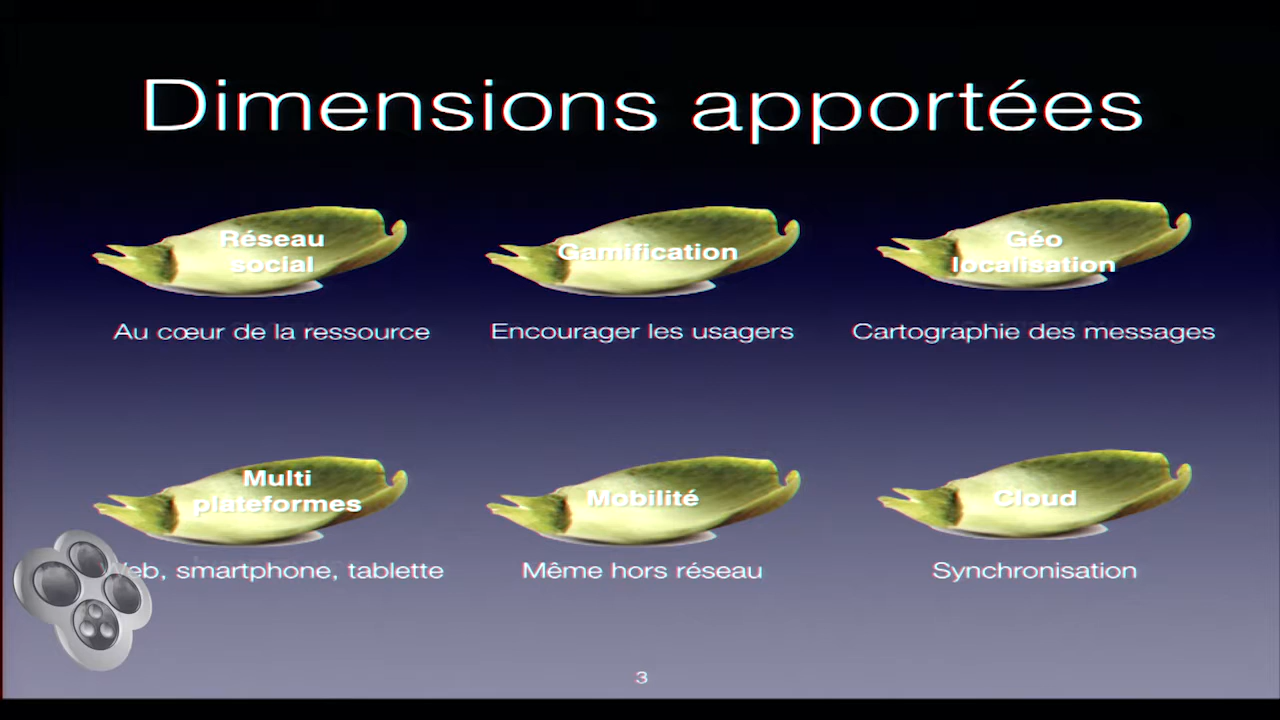 Dimensions apportées
Réseau
social
Gamification
Géo
localisation
Au cœur de la ressource
Encourager les usagers
Cartographie des messages
Multi
plateformes
Mobilité
Cloud
Web, smartphone, tablette
Même hors réseau
Synchronisation
3